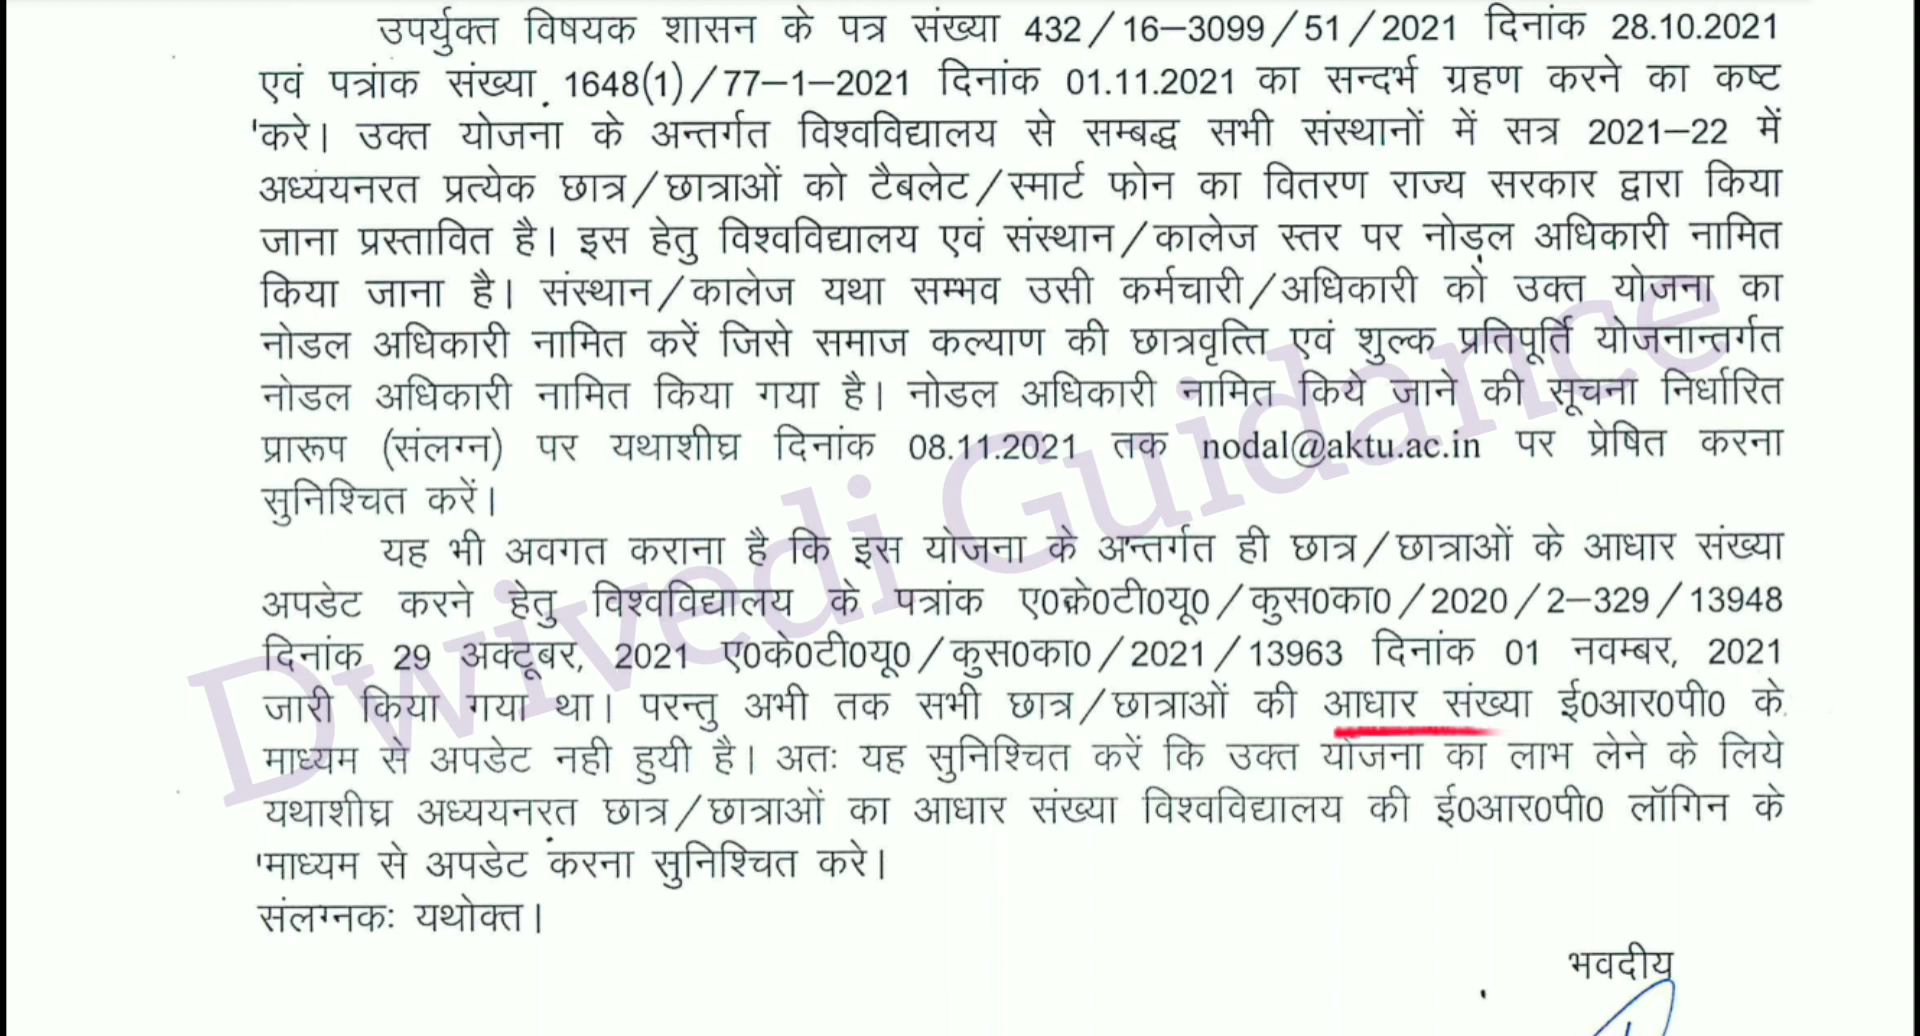 उपर्युक्त विषयक शासन के पत्र संख्या 432/16-3099/51/2021 दिनांक 28.10.2021
एवं पत्रांक संख्या 1648(1)/77-1-2021 दिनांक 01.11.2021 का सन्दर्भ ग्रहण करने का कष्ट
करे। उक्त योजना के अन्तर्गत विश्वविद्यालय से सम्बद्ध सभी संस्थानों में सत्र 2021-22 में
अध्ययनरत प्रत्येक छात्र/छात्राओं को टैबलेट/स्मार्ट फोन का वितरण राज्य सरकार द्वारा किया
जाना प्रस्तावित है। इस हेतु विश्वविद्यालय एवं संस्थान/कालेज स्तर पर नोडल अधिकारी नामित
किया जाना है। संस्थान/कालेज यथा सम्भव उसी कर्मचारी/अधिकारी को उक्त योजना का
नोडल अधिकारी नामित करें जिसे समाज कल्याण की छात्रवृत्ति एवं शुल्क प्रतिपूर्ति योजनान्तर्गत
नोडल अधिकारी नामित किया गया है। नोडल अधिकारी नामित किये जाने की सूचना निर्धारित
प्रारूप (संलग्न) पर यथाशीघ्र दिनांक 08.11.2021 तक nodal@aktu.ac.in पर प्रेषित करना
सुनिश्चित करें।
यह भी अवगत कराना है कि इस योजना के अन्तर्गत ही छात्र/छात्राओं के आधार संख्या
अपडेट करने हेतु विश्वविद्यालय के पत्रांक ए0के0टी0यू0/कुस0का0/2020/2-329/13948
दिनांक 29 अक्टूबर, 2021 ए0के0टी0यू0/कुस0का0/2021/13963 दिनांक 01 नवम्बर, 2021
जारी किया गया था। परन्तु अभी तक सभी छात्र/छात्राओं की आधार संख्या ई0आर0पी0 के
माध्यम से अपडेट नही हुयी है। अतः यह सुनिश्चित करें कि उक्त योजना का लाभ लेने के लिये
यथाशीघ्र अध्ययनरत छात्र/छात्राओं का आधार संख्या विश्वविद्यालय की ई0आर0पी0 लॉगिन के
माध्यम से अपडेट करना सुनिश्चित करे।
संलग्नकः यथोक्त।
भवदीय
Dwivedi Guidance